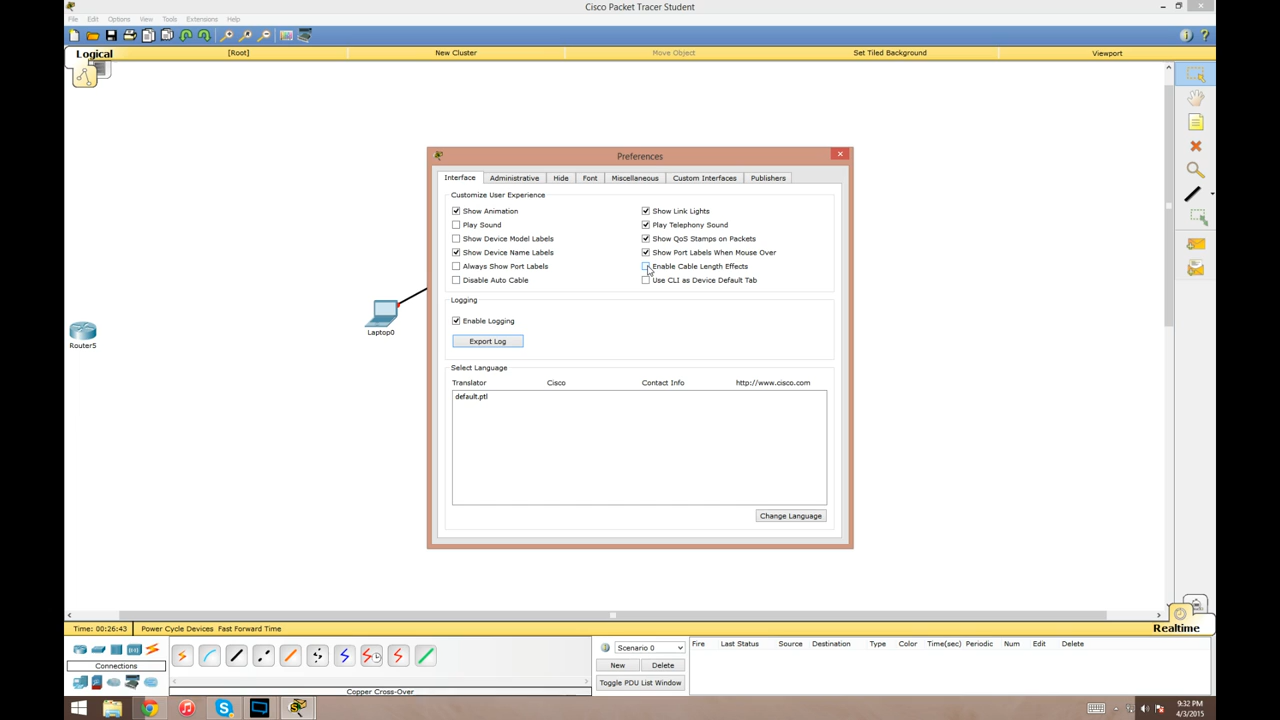 Cisco Packet Tracer Student
File Edit Options View Tools Extensions Help
Logical [Root] New Cluster Move Object Set Tiled Background Viewport
Preferences
Interface Administrative Hide Font Miscellaneous Custom Interfaces Publishers
Customize User Experience
Show Animation Show Link Lights
Play Sound Play Telephony Sound
Show Device Model Labels Show QoS Stamps on Packets
Show Device Name Labels Show Port Labels When Mouse Over
Always Show Port Labels Enable Cable Length Effects
Disable Auto Cable Use CLI as Device Default Tab
Logging
Enable Logging
Export Log
Laptop0
Router5
Select Language
Translator Cisco Contact Info http://www.cisco.com
default.ptl
Change Language
Time: 00:26:43 Power Cycle Devices Fast Forward Time Realtime
Scenario 0 Fire Last Status Source Destination Type Color Time(sec) Periodic Num Edit Delete
Connections New Delete
Toggle PDU List Window
Copper Cross-Over
9:32 PM
4/3/2015